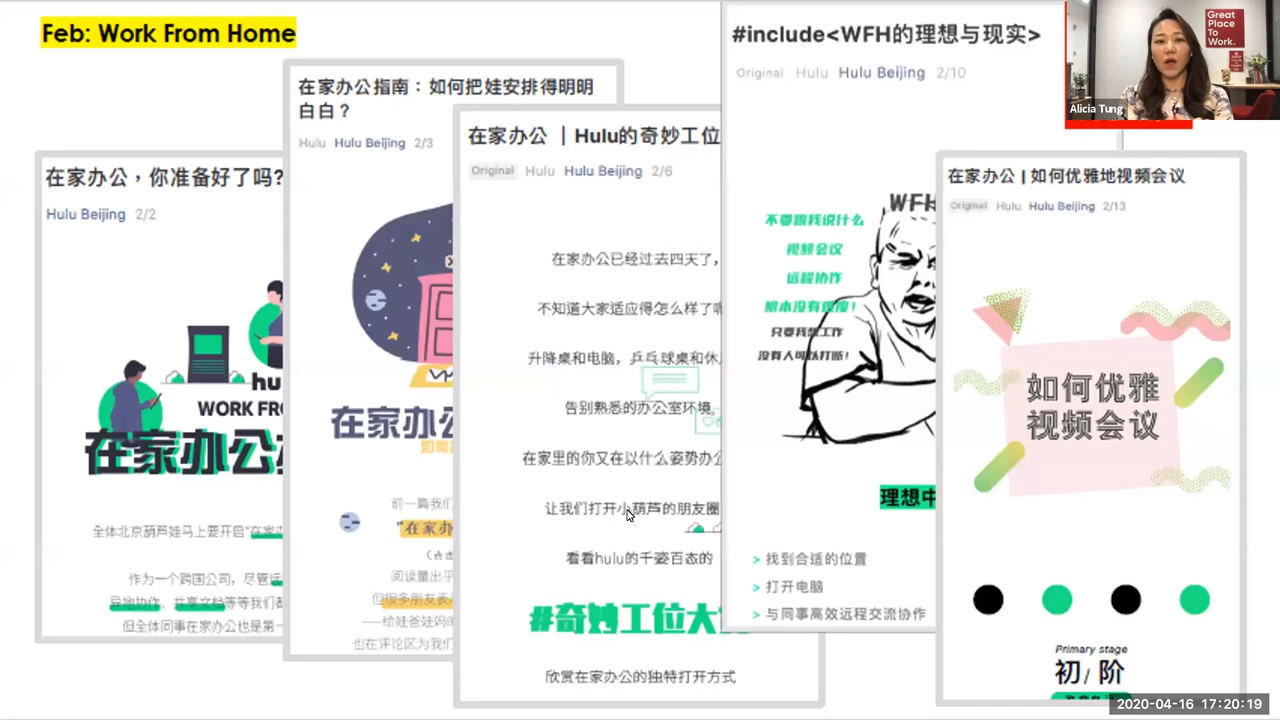 Feb: Work From Home
在家办公，你准备好了吗?
Hulu Beijing 2/2
WORK
在家办公
全体北京葫芦娃马上要开启"在家
作为一个跨国公司，尽管
异地协作、共享文档等等我们
但全体同事在家办公也是第一
在家办公指南：如何把娃安排得明明
白白？
Hulu Hulu Beijing 2/3
在家办公
前一篇我们
"在家办
阅读量出乎
但很多朋友表
——给娃爸娃妈
也在评论区为我们
在家办公 ｜Hulu的奇妙工位
Original Hulu Hulu Beijing 2/6
在家办公已经过去四天了，
不知道大家适应得怎么样了呢
升降桌和电脑，乒乓球桌和休
告别熟悉的办公室环境，
在家里的你又在以什么姿势办公
让我们打开小葫芦的朋友圈
看看hulu的千姿百态的
#奇妙工位大
欣赏在家办公的独特打开方式
#include<WFH的理想与现实>
Original Hulu Hulu Beijing 2/10
WFH
不要跟我说什么
视频会议
远程协作
根本没有难度!
只要我想工作
没有人可以打断!
理想中
> 找到合适的位置
> 打开电脑
> 与同事高效远程交流协作
Great
Place
To
Work.
Alicia Tung
在家办公 | 如何优雅地视频会议
Original Hulu Hulu Beijing 2/13
如何优雅
视频会议
Primary stage
初/阶
2020-04-16 17:20:19